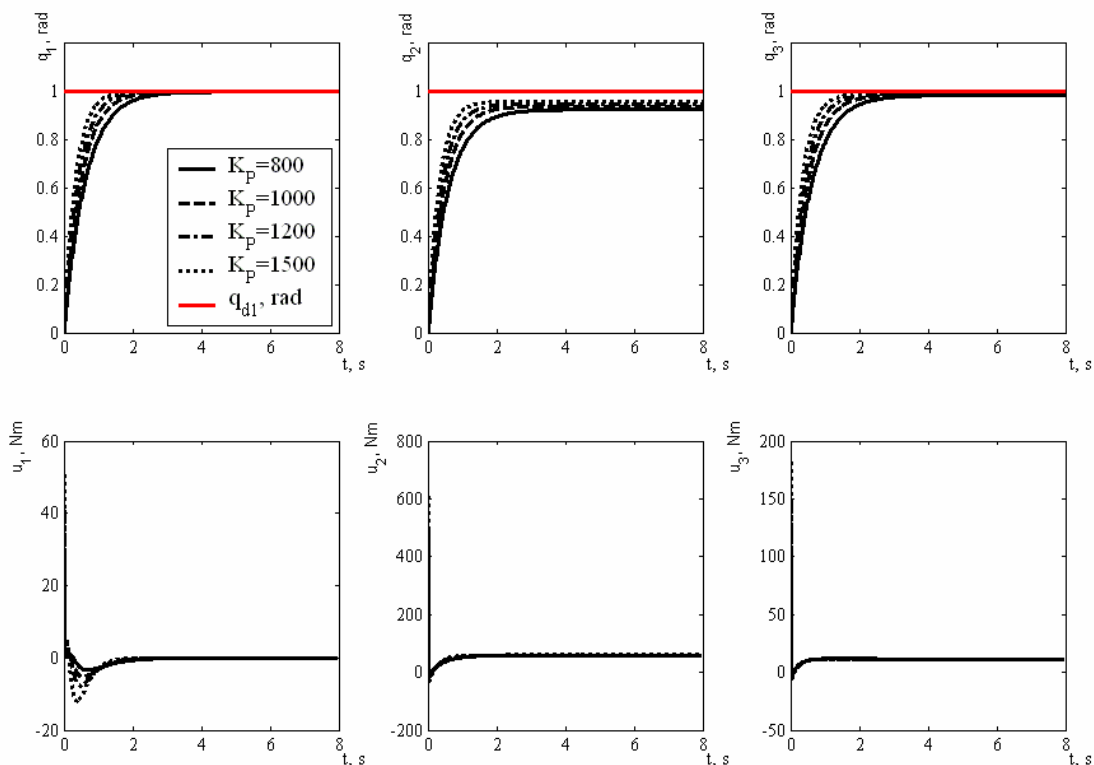 q1, rad
1
0.8
0.6
0.4
0.2
0
0 2 4 6 8
t, s
KP=800
KP=1000
KP=1200
KP=1500
qd1, rad
q2, rad
1
0.8
0.6
0.4
0.2
0
0 2 4 6 8
t, s
q3, rad
1
0.8
0.6
0.4
0.2
0
0 2 4 6 8
t, s
u1, Nm
60
40
20
0
-20
0 2 4 6 8
t, s
u2, Nm
800
600
400
200
0
-200
0 2 4 6 8
t, s
u3, Nm
200
150
100
50
0
-50
0 2 4 6 8
t, s